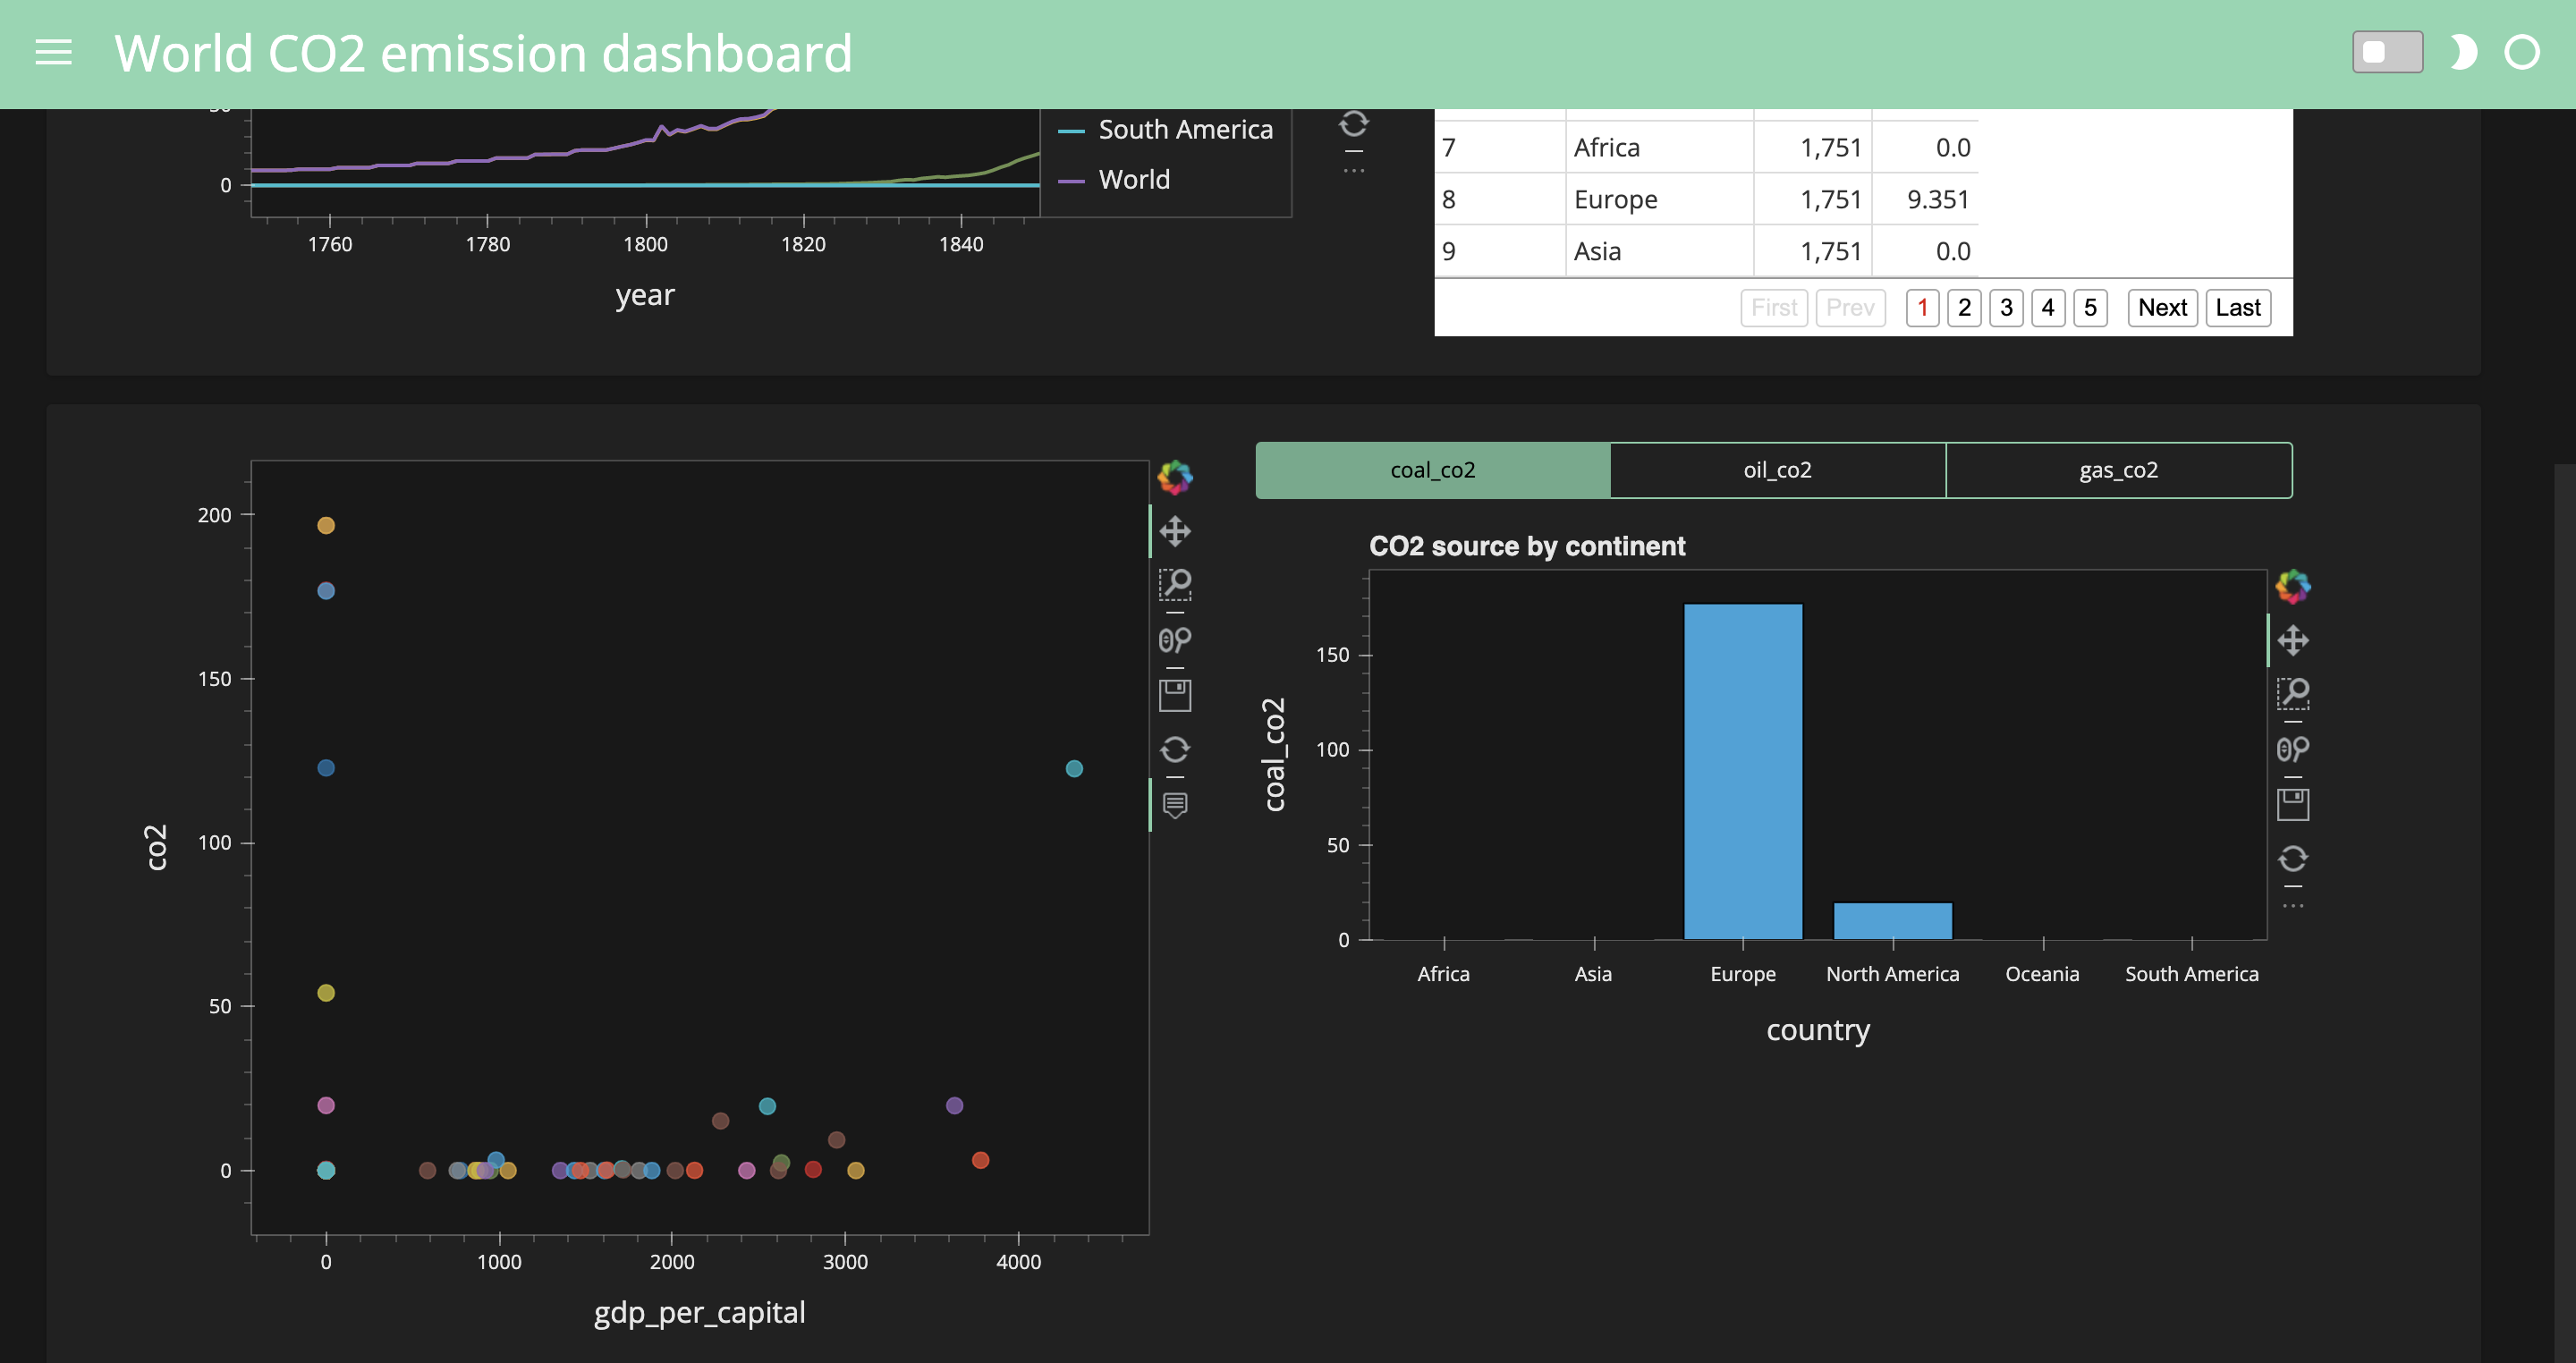 World CO2 emission dashboard
South America
World
0
1760 1780 1800 1820 1840
year
7 Africa 1,751 0.0
8 Europe 1,751 9.351
9 Asia 1,751 0.0
First Prev 1 2 3 4 5 Next Last
200
150
100
50
0
co2
0 1000 2000 3000 4000
gdp_per_capital
coal_co2 oil_co2 gas_co2
CO2 source by continent
150
100
50
0
coal_co2
Africa Asia Europe North America Oceania South America
country